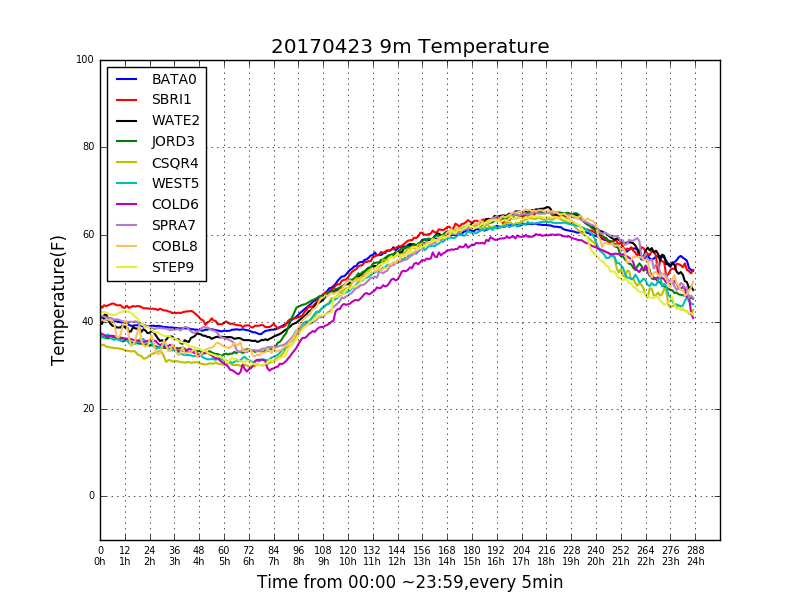 20170423 9m Temperature
100
80
60
40
20
0
Temperature(F)
BATA0
SBRI1
WATE2
JORD3
CSQR4
WEST5
COLD6
SPRA7
COBL8
STEP9
0 12 24 36 48 60 72 84 96 108 120 132 144 156 168 180 192 204 216 228 240 252 264 276 288
0h 1h 2h 3h 4h 5h 6h 7h 8h 9h 10h 11h 12h 13h 14h 15h 16h 17h 18h 19h 20h 21h 22h 23h 24h
Time from 00:00 ~23:59,every 5min